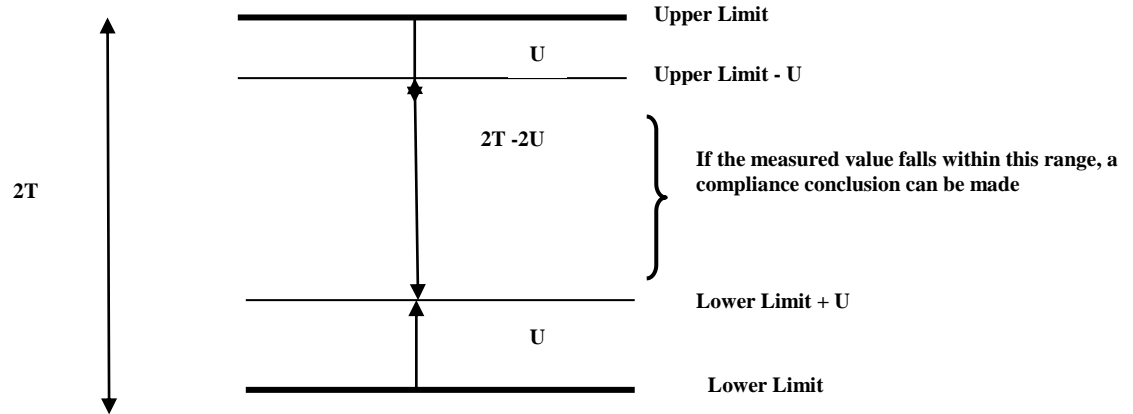 Upper Limit
U
Upper Limit - U
2T -2U
If the measured value falls within this range, a
compliance conclusion can be made
2T
Lower Limit + U
U
Lower Limit